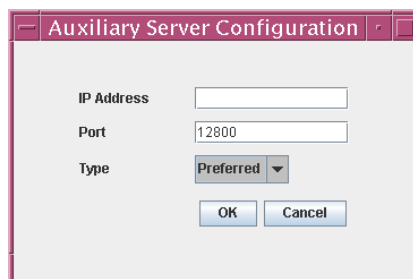 Auxiliary Server Configuration
IP Address
Port 12800
Type Preferred
OK Cancel